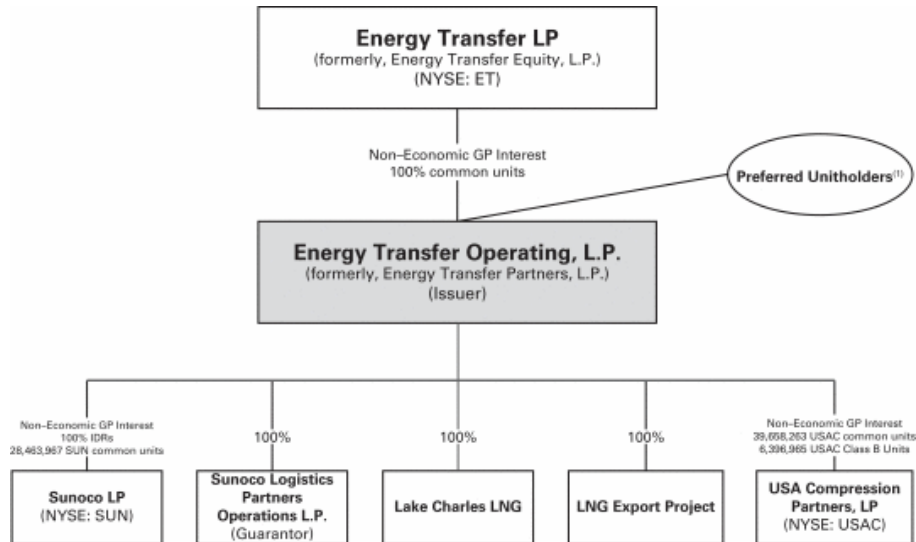 Energy Transfer LP
(formerly, Energy Transfer Equity, L.P.)
(NYSE: ET)
Non–Economic GP Interest
100% common units
Preferred Unitholders(1)
Energy Transfer Operating, L.P.
(formerly, Energy Transfer Partners, L.P.)
(Issuer)
Non–Economic GP Interest
100% IDRs
28,463,967 SUN common units
100%
100%
100%
Non–Economic GP Interest
39,658,263 USAC common units
6,396,965 USAC Class B Units
Sunoco LP
(NYSE: SUN)
Sunoco Logistics
Partners
Operations L.P.
(Guarantor)
Lake Charles LNG
LNG Export Project
USA Compression
Partners, LP
(NYSE: USAC)